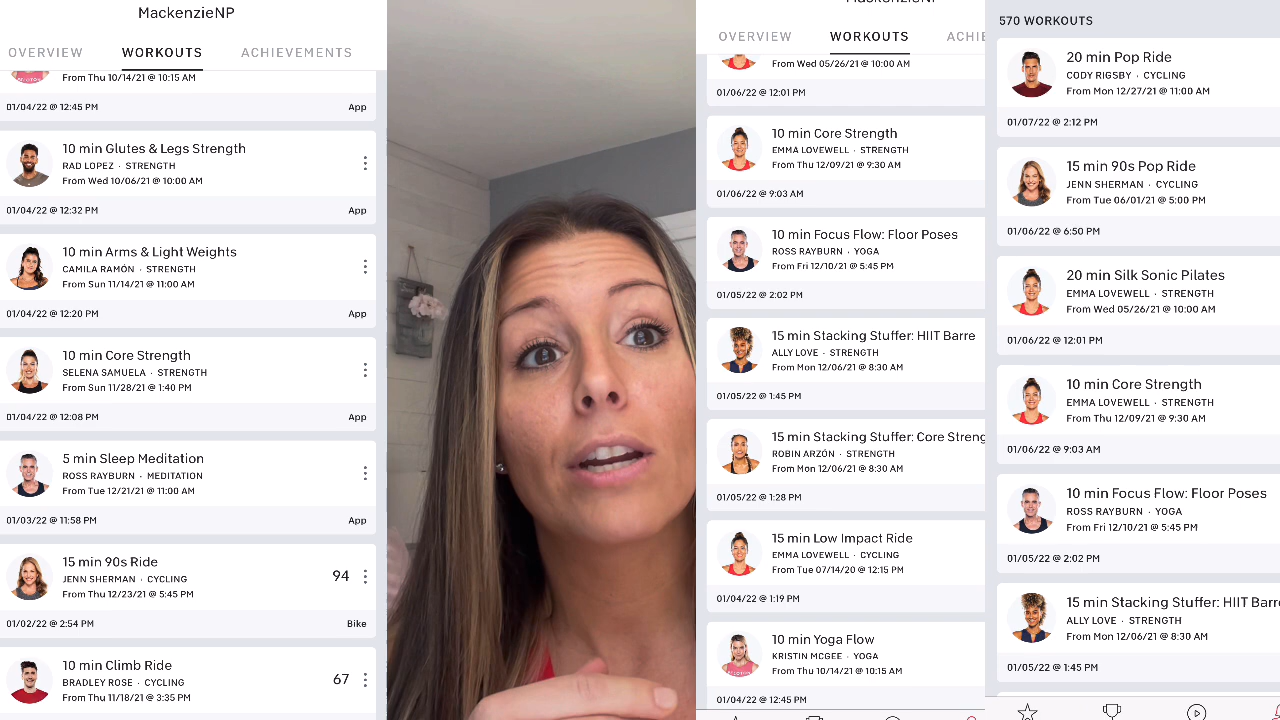 MackenzieNP
OVERVIEW WORKOUTS ACHIEVEMENTS
From Thu 10/14/21 @ 10:15 AM
01/04/22 @ 12:45 PM App
10 min Glutes & Legs Strength
RAD LOPEZ · STRENGTH
From Wed 10/06/21 @ 10:00 AM
01/04/22 @ 12:32 PM App
10 min Arms & Light Weights
CAMILA RAMÓN · STRENGTH
From Sun 11/14/21 @ 11:00 AM
01/04/22 @ 12:20 PM App
10 min Core Strength
SELENA SAMUELA · STRENGTH
From Sun 11/28/21 @ 1:40 PM
01/04/22 @ 12:08 PM App
5 min Sleep Meditation
ROSS RAYBURN · MEDITATION
From Tue 12/21/21 @ 11:00 AM
01/03/22 @ 11:58 PM App
15 min 90s Ride
JENN SHERMAN · CYCLING 94
From Thu 12/23/21 @ 5:45 PM
01/02/22 @ 2:54 PM Bike
10 min Climb Ride
BRADLEY ROSE · CYCLING 67
From Thu 11/18/21 @ 3:35 PM
MackenzieNP
OVERVIEW WORKOUTS ACHIE
From Wed 05/26/21 @ 10:00 AM
01/06/22 @ 12:01 PM
10 min Core Strength
EMMA LOVEWELL · STRENGTH
From Thu 12/09/21 @ 9:30 AM
01/06/22 @ 9:03 AM
10 min Focus Flow: Floor Poses
ROSS RAYBURN · YOGA
From Fri 12/10/21 @ 5:45 PM
01/05/22 @ 2:02 PM
15 min Stacking Stuffer: HIIT Barre
ALLY LOVE · STRENGTH
From Mon 12/06/21 @ 8:30 AM
01/05/22 @ 1:45 PM
15 min Stacking Stuffer: Core Streng
ROBIN ARZÓN · STRENGTH
From Mon 12/06/21 @ 8:30 AM
01/05/22 @ 1:28 PM
15 min Low Impact Ride
EMMA LOVEWELL · CYCLING
From Tue 07/14/20 @ 12:15 PM
01/04/22 @ 1:19 PM
10 min Yoga Flow
KRISTIN MCGEE · YOGA
From Thu 10/14/21 @ 10:15 AM
01/04/22 @ 12:45 PM
570 WORKOUTS
20 min Pop Ride
CODY RIGSBY · CYCLING
From Mon 12/27/21 @ 11:00 AM
01/07/22 @ 2:12 PM
15 min 90s Pop Ride
JENN SHERMAN · CYCLING
From Tue 06/01/21 @ 5:00 PM
01/06/22 @ 6:50 PM
20 min Silk Sonic Pilates
EMMA LOVEWELL · STRENGTH
From Wed 05/26/21 @ 10:00 AM
01/06/22 @ 12:01 PM
10 min Core Strength
EMMA LOVEWELL · STRENGTH
From Thu 12/09/21 @ 9:30 AM
01/06/22 @ 9:03 AM
10 min Focus Flow: Floor Poses
ROSS RAYBURN · YOGA
From Fri 12/10/21 @ 5:45 PM
01/05/22 @ 2:02 PM
15 min Stacking Stuffer: HIIT Barre
ALLY LOVE · STRENGTH
From Mon 12/06/21 @ 8:30 AM
01/05/22 @ 1:45 PM